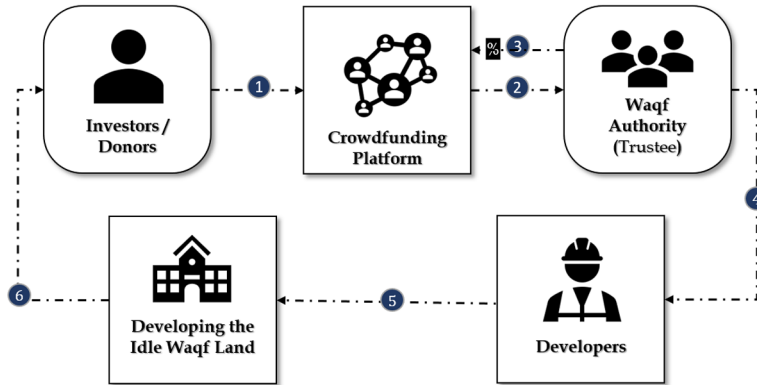 Investors /
Donors
1
Crowdfunding
Platform
%
3
2
Waqf
Authority
(Trustee)
4
Developing the
Idle Waqf Land
6
5
Developers